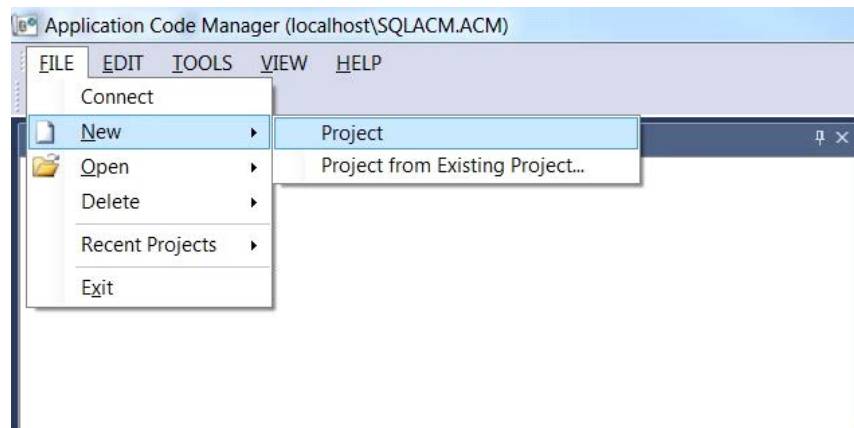 Application Code Manager (localhost\SQLACM.ACM)
FILE EDIT TOOLS VIEW HELP
Connect
New
Project
Open
Project from Existing Project...
Delete
Recent Projects
Exit